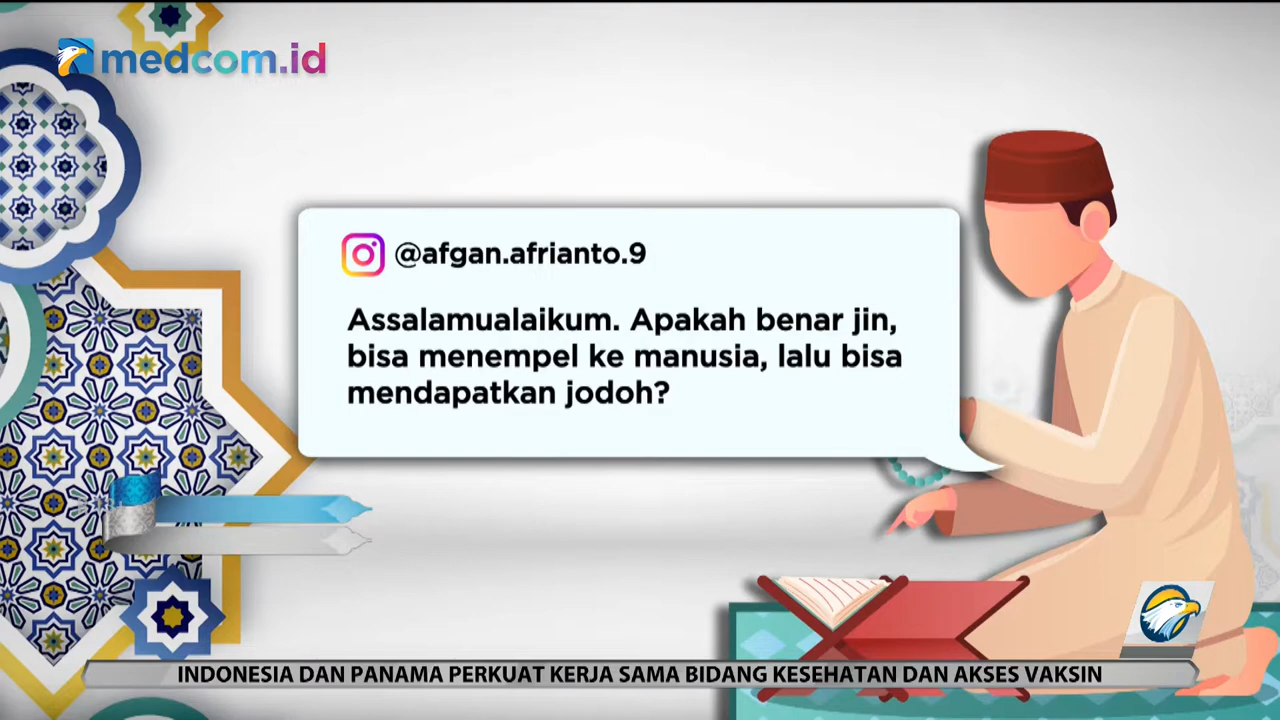 medcom.id
@afgan.afrianto.9
Assalamualaikum. Apakah benar jin,
bisa menempel ke manusia, lalu bisa
mendapatkan jodoh?
INDONESIA DAN PANAMA PERKUAT KERJA SAMA BIDANG KESEHATAN DAN AKSES VAKSIN